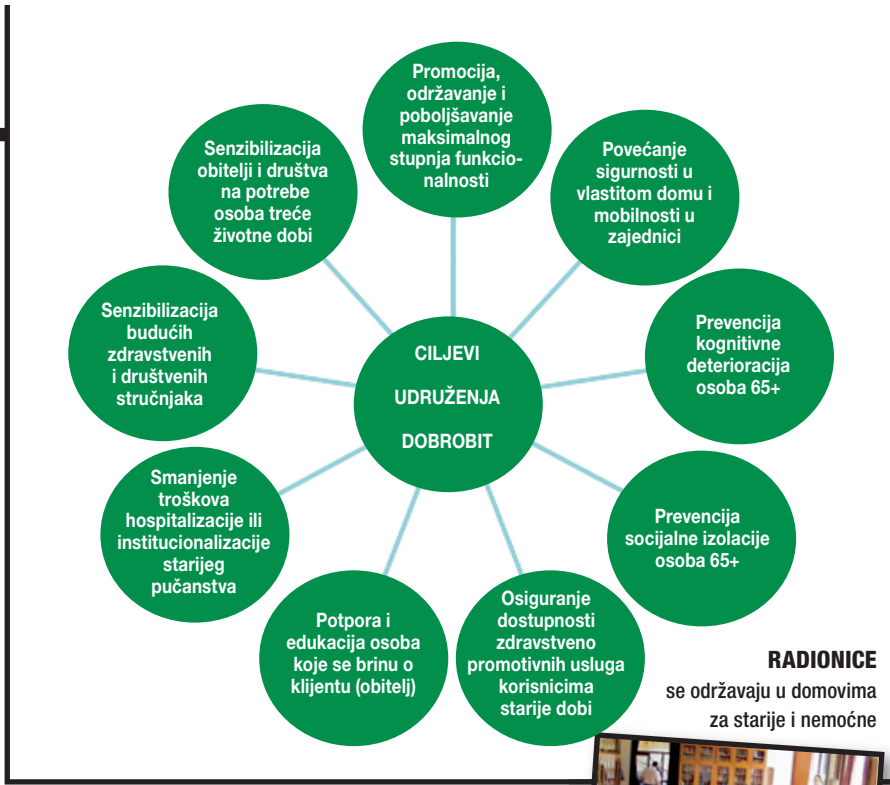 Promocija,
održavanje i
poboljšavanje
maksimalnog
stupnja funkcio-
nalnosti
Povećanje
sigurnosti u
vlastitom domu i
mobilnosti u
zajednici
Prevencija
kognitivne
deterioracija
osoba 65+
Prevencija
socijalne izolacije
osoba 65+
Osiguranje
dostupnosti
zdravstveno
promotivnih usluga
korisnicima
starije dobi
Potpora i
edukacija osoba
koje se brinu o
klijentu (obitelj)
Smanjenje
troškova
hospitalizacije ili
institucionalizacije
starijeg
pučanstva
Senzibilizacija
budućih
zdravstvenih
i društvenih
stručnjaka
Senzibilizacija
obitelji i društva
na potrebe
osoba treće
životne dobi
CILJEVI
UDRUŽENJA
DOBROBIT
RADIONICE
se održavaju u domovima
za starije i nemoćne